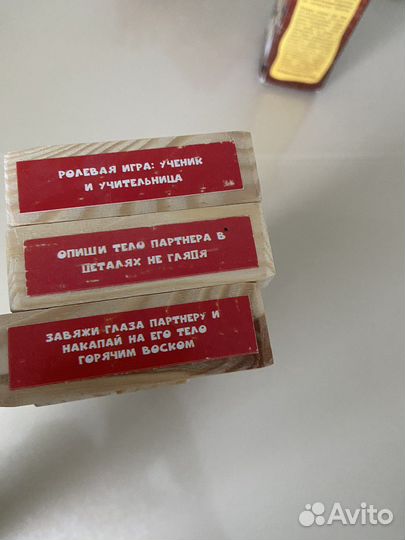 РОЛЕВАЯ ИГРА: УЧЕНИК
И УЧИТЕЛЬНИЦА
ОПИШИ ТЕЛО ПАРТНЕРА В
ДЕТАЛЯХ НЕ ГЛЯДЯ
ЗАВЯЖИ ГЛАЗА ПАРТНЕРУ И
НАКАПАЙ НА ЕГО ТЕЛО
ГОРЯЧИМ ВОСКОМ
Avito